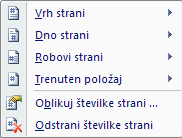 Vrh strani
Dno strani
Robovi strani
Trenuten položaj
Oblikuj številke strani ...
Odstrani številke strani